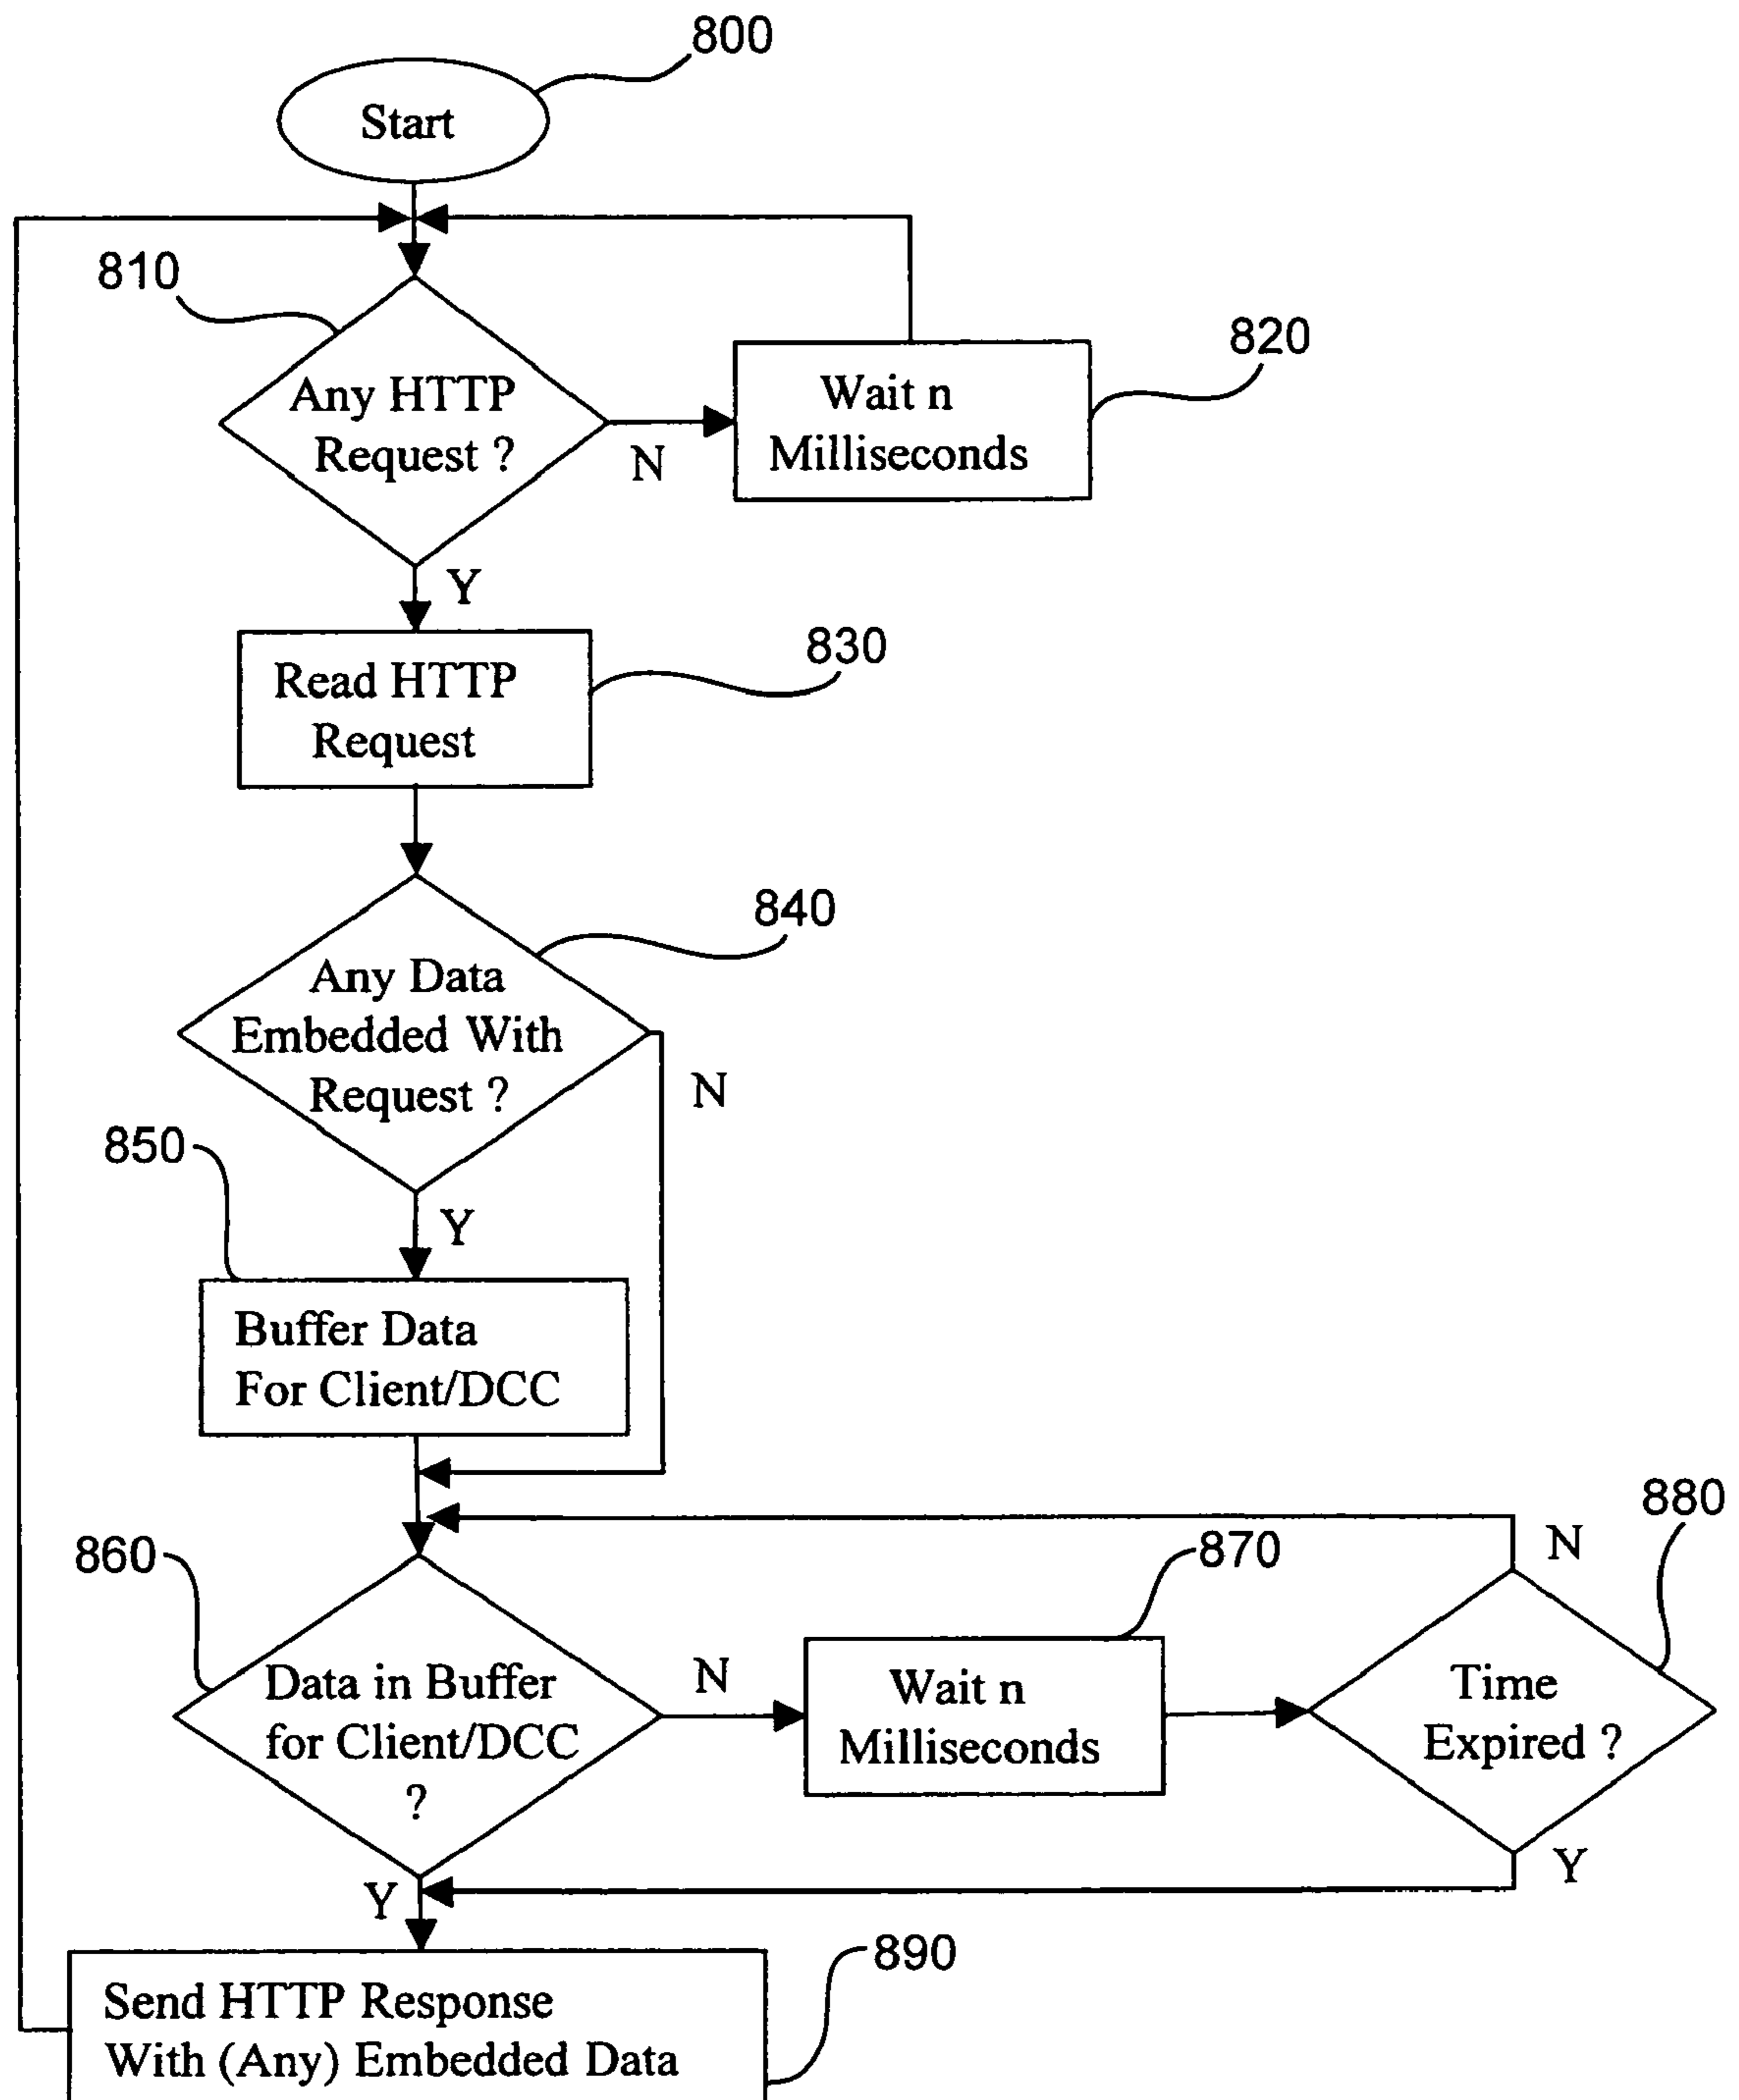 800
Start
810
Any HTTP
Request ?
N
820
Wait n
Milliseconds
Y
830
Read HTTP
Request
840
Any Data
Embedded With
Request ?
N
850
Y
Buffer Data
For Client/DCC
860
Data in Buffer
for Client/DCC
?
N
870
Wait n
Milliseconds
880
N
Time
Expired ?
Y
Y
890
Send HTTP Response
With (Any) Embedded Data